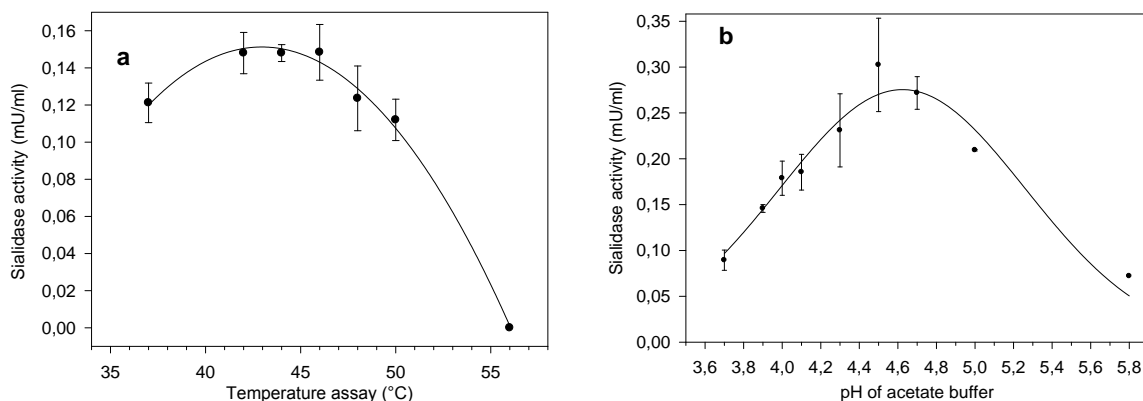 a
Sialidase activity (mU/ml)
0,16
0,14
0,12
0,10
0,08
0,06
0,04
0,02
0,00
35 40 45 50 55
Temperature assay (°C)
b
Sialidase activity (mU/ml)
0,35
0,30
0,25
0,20
0,15
0,10
0,05
0,00
3,6 3,8 4,0 4,2 4,4 4,6 4,8 5,0 5,2 5,4 5,6 5,8
pH of acetate buffer